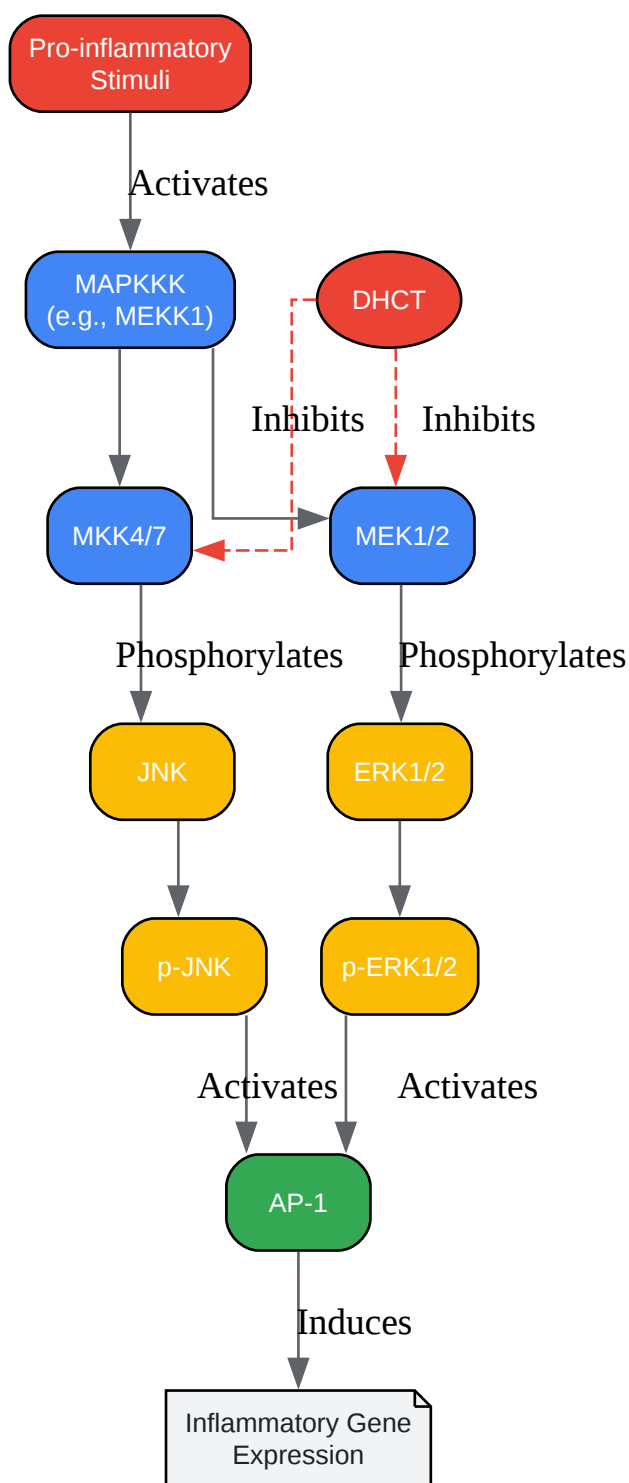 Pro-inflammatory
Stimuli
Activates
MAPKKK
(e.g., MEKK1)
DHCT
Inhibits
Inhibits
MKK4/7
MEK1/2
Phosphorylates
Phosphorylates
JNK
ERK1/2
p-JNK
p-ERK1/2
Activates
Activates
AP-1
Induces
Inflammatory Gene
Expression